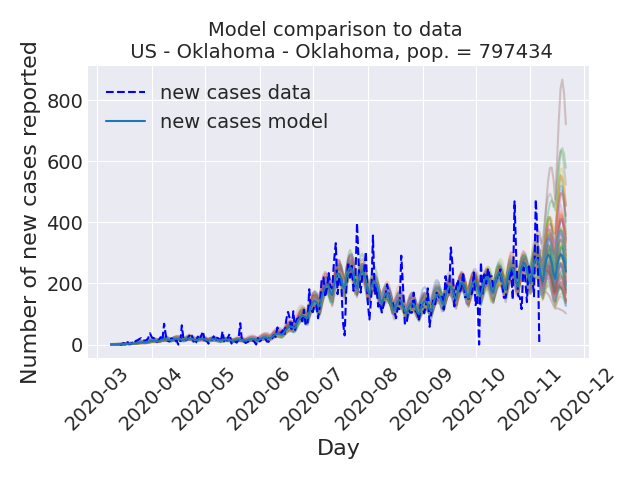 Model comparison to data
US - Oklahoma - Oklahoma, pop. = 797434
Number of new cases reported
800
600
400
200
0
new cases data
new cases model
2020-03
2020-04
2020-05
2020-06
2020-07
2020-08
2020-09
2020-10
2020-11
2020-12
Day